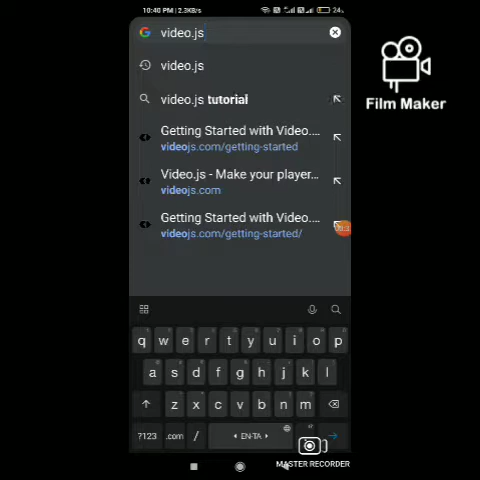 10:40 PM | 2.3KB/s
24
video.js
video.js
video.js tutorial
Getting Started with Video....
videojs.com/getting-started
Video.js - Make your player...
videojs.com
Getting Started with Video....
videojs.com/getting-started/
Film Maker
q w e r t y u i o p
a s d f g h j k l
z x c v b n m
?123 .com / EN-TA
MASTER RECORDER